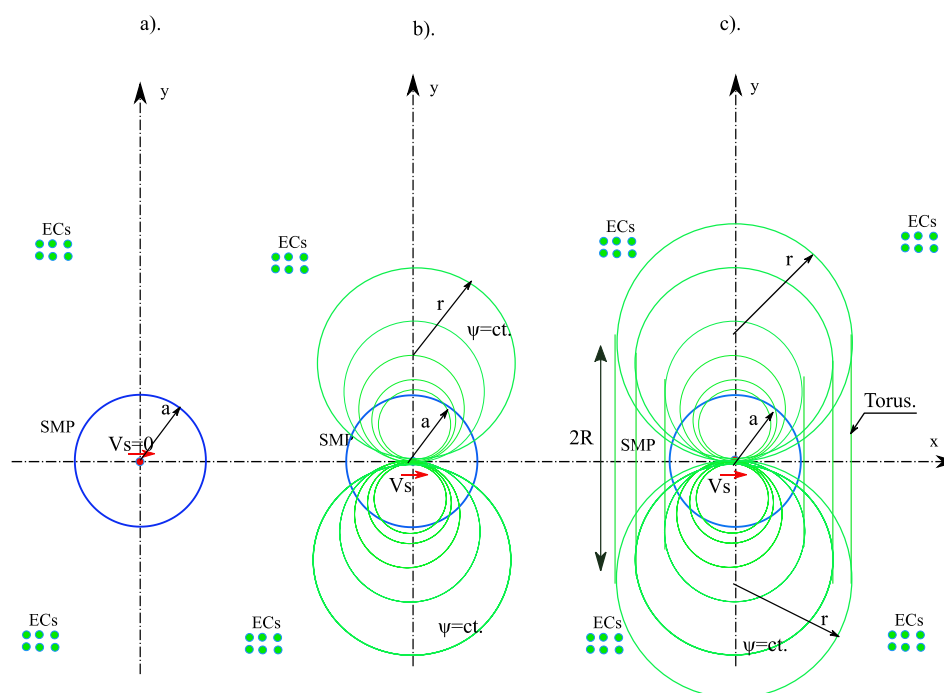 a).
b).
c).
y
y
y
ECs
ECs
ECs
ECs
r
r
ψ=ct.
a
a
a
Torus.
SMP
SMP
SMP
2R
Vs=0
x
Vs
Vs
ECs
ECs
ECs
ECs
r
ψ=ct.
ψ=ct.